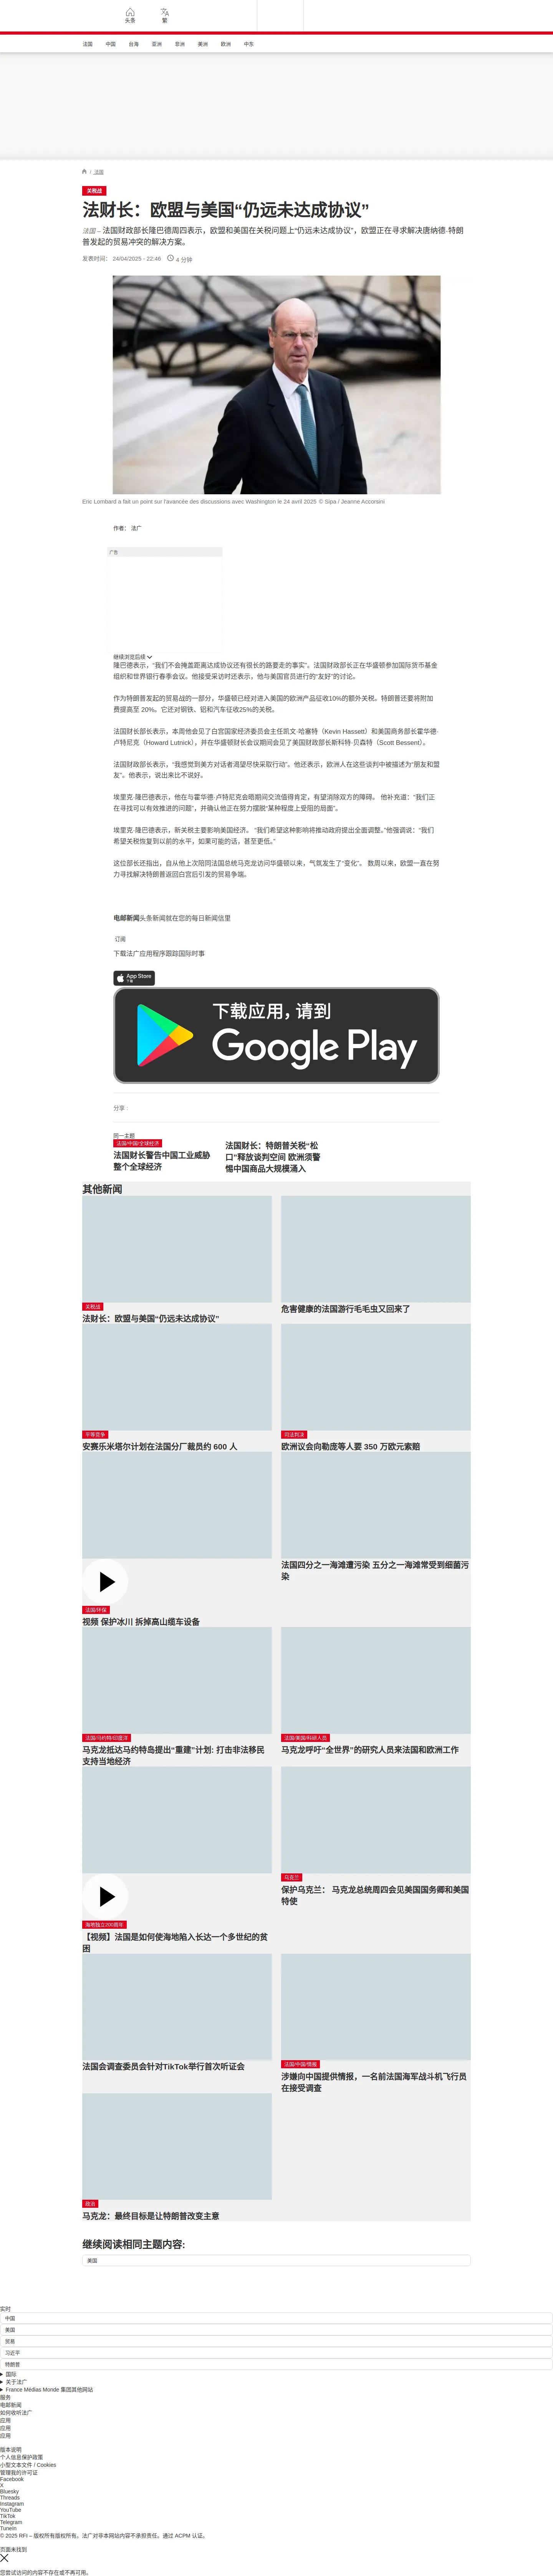 头条
繁
法国
中国
台海
亚洲
非洲
美洲
欧洲
中东
/ 法国
关税战
法财长：欧盟与美国“仍远未达成协议”
法国 – 法国财政部长隆巴德周四表示，欧盟和美国在关税问题上“仍远未达成协议”，欧盟正在寻求解决唐纳德·特朗
普发起的贸易冲突的解决方案。
发表时间： 24/04/2025 - 22:46
4 分钟
Eric Lombard a fait un point sur l'avancée des discussions avec Washington le 24 avril 2025 © Sipa / Jeanne Accorsini
作者： 法广
广告
继续浏览后续
隆巴德表示，“我们不会掩盖距离达成协议还有很长的路要走的事实”。法国财政部长正在华盛顿参加国际货币基金
组织和世界银行春季会议。他接受采访时还表示，他与美国官员进行的“友好”的讨论。
作为特朗普发起的贸易战的一部分，华盛顿已经对进入美国的欧洲产品征收10%的额外关税。特朗普还要将附加
费提高至 20%。它还对钢铁、铝和汽车征收25%的关税。
法国财长部长表示，本周他会见了白宫国家经济委员会主任凯文·哈塞特（Kevin Hassett）和美国商务部长霍华德·
卢特尼克（Howard Lutnick），并在华盛顿财长会议期间会见了美国财政部长斯科特·贝森特（Scott Bessent）。
法国财政部长表示，“我感觉到美方对话者渴望尽快采取行动”。他还表示，欧洲人在这些谈判中被描述为“朋友和盟
友”。他表示，说出来比不说好。
埃里克·隆巴德表示，他在与霍华德·卢特尼克会晤期间交流值得肯定，有望消除双方的障碍。 他补充道：“我们正
在寻找可以有效推进的问题”，并确认他正在努力摆脱“某种程度上受阻的局面”。
埃里克·隆巴德表示，新关税主要影响美国经济。 “我们希望这种影响将推动政府提出全面调整，”他强调说：“我们
希望关税恢复到以前的水平，如果可能的话，甚至更低。”
这位部长还指出，自从他上次陪同法国总统马克龙访问华盛顿以来，气氛发生了“变化”。 数周以来，欧盟一直在努
力寻找解决特朗普返回白宫后引发的贸易争端。
电邮新闻头条新闻就在您的每日新闻信里
订阅
下载法广应用程序跟踪国际时事
App Store
下载
下载应用，请到
Google Play
分享 :
同一主题
法国/中国/全球经济
法国财长警告中国工业威胁
整个全球经济
法国财长：特朗普关税“松
口”释放谈判空间 欧洲须警
惕中国商品大规模涌入
其他新闻
关税战
法财长：欧盟与美国“仍远未达成协议”
危害健康的法国游行毛毛虫又回来了
平等竞争
安赛乐米塔尔计划在法国分厂裁员约 600 人
司法判决
欧洲议会向勒庞等人要 350 万欧元索赔
法国/环保
视频 保护冰川 拆掉高山缆车设备
法国四分之一海滩遭污染 五分之一海滩常受到细菌污
染
法国/马约特/印度洋
马克龙抵达马约特岛提出“重建”计划: 打击非法移民
支持当地经济
法国/美国/科研人员
马克龙呼吁“全世界”的研究人员来法国和欧洲工作
海地独立200周年
【视频】法国是如何使海地陷入长达一个多世纪的贫
困
乌克兰
保护乌克兰： 马克龙总统周四会见美国国务卿和美国
特使
法国会调查委员会针对TikTok举行首次听证会
法国/中国/情报
涉嫌向中国提供情报，一名前法国海军战斗机飞行员
在接受调查
政治
马克龙：最终目标是让特朗普改变主意
继续阅读相同主题内容:
美国
实时
中国
美国
贸易
习近平
特朗普
国际
关于法广
France Médias Monde 集团其他网站
服务
电邮新闻
如何收听法广
应用
应用
应用
版本说明
个人信息保护政策
小型文本文件 / Cookies
管理我的许可证
Facebook
X
Bluesky
Threads
Instagram
YouTube
TikTok
Telegram
TuneIn
© 2025 RFI – 版权所有版权所有。法广对非本网站内容不承担责任。通过 ACPM 认证。
页面未找到
您尝试访问的内容不存在或不再可用。